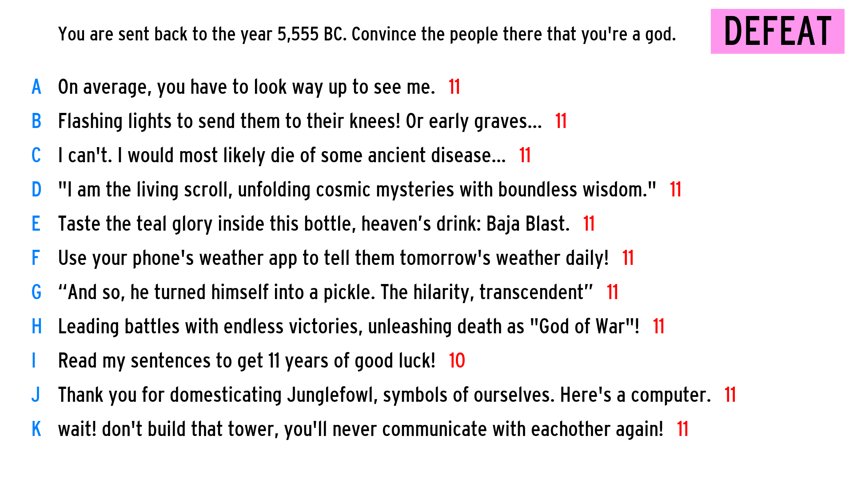 You are sent back to the year 5,555 BC. Convince the people there that you're a god.
DEFEAT
A On average, you have to look way up to see me. 11
B Flashing lights to send them to their knees! Or early graves... 11
C I can't. I would most likely die of some ancient disease... 11
D "I am the living scroll, unfolding cosmic mysteries with boundless wisdom." 11
E Taste the teal glory inside this bottle, heaven’s drink: Baja Blast. 11
F Use your phone's weather app to tell them tomorrow's weather daily! 11
G “And so, he turned himself into a pickle. The hilarity, transcendent” 11
H Leading battles with endless victories, unleashing death as "God of War"! 11
I Read my sentences to get 11 years of good luck! 10
J Thank you for domesticating Junglefowl, symbols of ourselves. Here's a computer. 11
K wait! don't build that tower, you'll never communicate with eachother again! 11